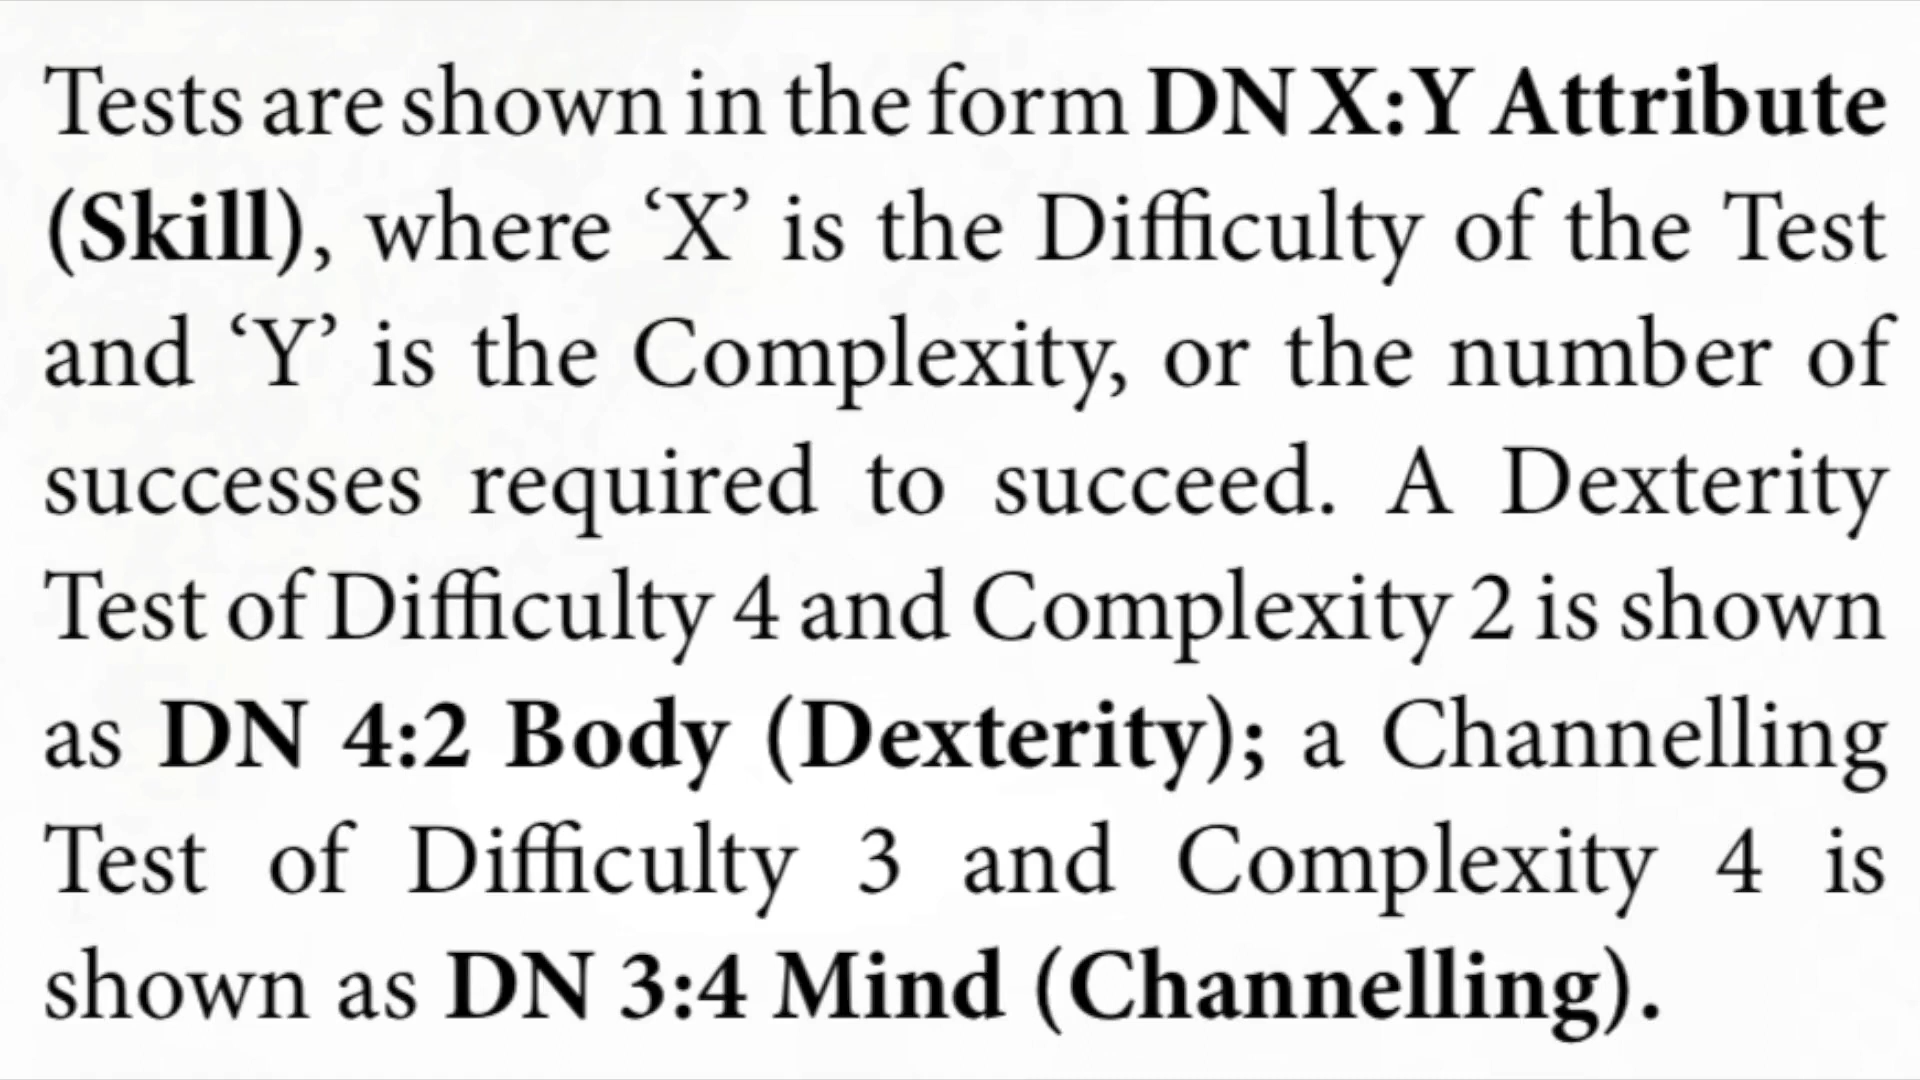 Tests are shown in the form DN X:Y Attribute
(Skill), where ‘X’ is the Difficulty of the Test
and ‘Y’ is the Complexity, or the number of
successes required to succeed. A Dexterity
Test of Difficulty 4 and Complexity 2 is shown
as DN 4:2 Body (Dexterity); a Channelling
Test of Difficulty 3 and Complexity 4 is
shown as DN 3:4 Mind (Channelling).